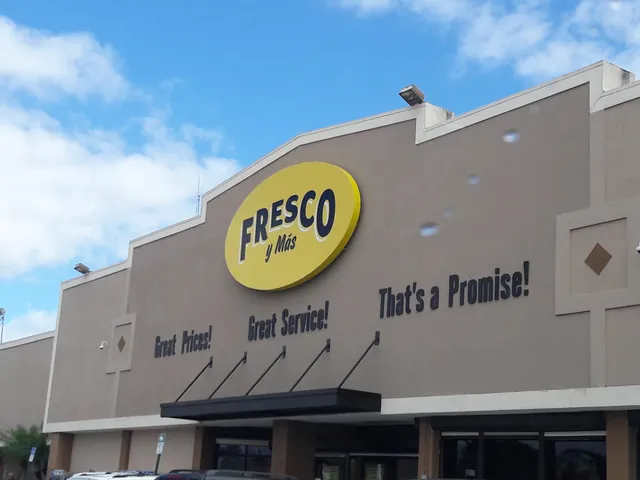 FRESCO
y Más
Great Prices! Great Service! That's a Promise!